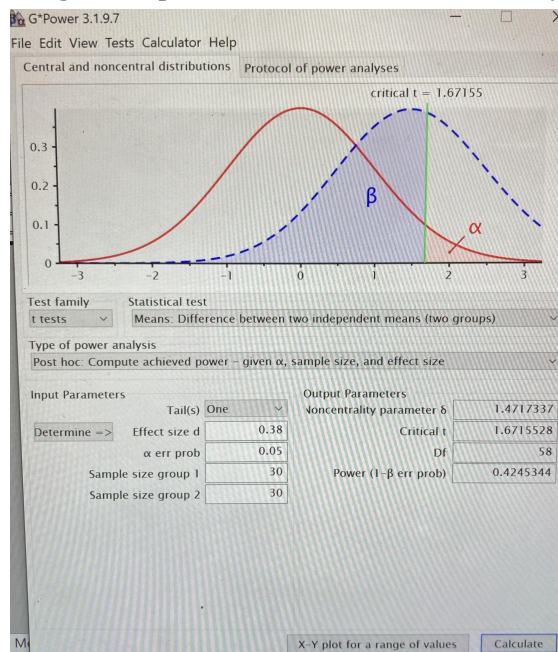 G*Power 3.1.9.7
File Edit View Tests Calculator Help
Central and noncentral distributions Protocol of power analyses
critical t = 1.67155
0.3
0.2
0.1
0
β
α
-3 -2 -1 0 1 2 3
Test family Statistical test
t tests Means: Difference between two independent means (two groups)
Type of power analysis
Post hoc: Compute achieved power - given α, sample size, and effect size
Input Parameters Output Parameters
Tail(s) One Noncentrality parameter δ 1.4717337
Determine => Effect size d 0.38 Critical t 1.6715528
α err prob 0.05 Df 58
Sample size group 1 30 Power (1-β err prob) 0.4245344
Sample size group 2 30
X-Y plot for a range of values Calculate